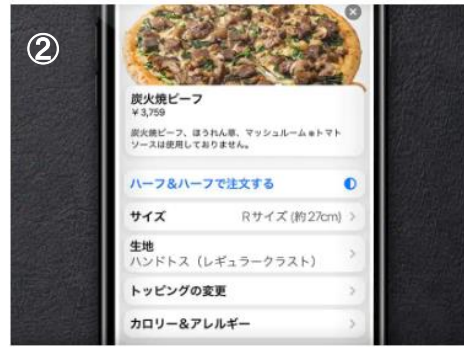 ②
炭火焼ビーフ
¥3,759
炭火焼ビーフ、ほうれん草、マッシュルーム ※トマト
ソースは使用しておりません。
ハーフ&ハーフで注文する
サイズ Rサイズ (約27cm)
生地
ハンドトス(レギュラークラスト)
トッピングの変更
カロリー&アレルギー